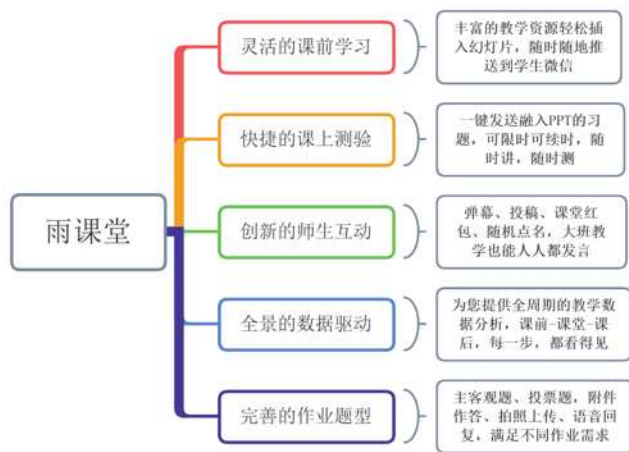 雨课堂
灵活的课前学习
丰富的教学资源轻松插
入幻灯片，随时随地推
送到学生微信
快捷的课上测验
一键发送融入PPT的习
题，可限时可续时，随
时讲，随时测
创新的师生互动
弹幕、投稿、课堂红
包、随机点名，大班教
学也能人人都发言
全景的数据驱动
为您提供全周期的教学数
据分析，课前-课堂-课
后，每一步，都看得见
完善的作业题型
主客观题、投票题，附件
作答、拍照上传、语音回
复，满足不同作业需求